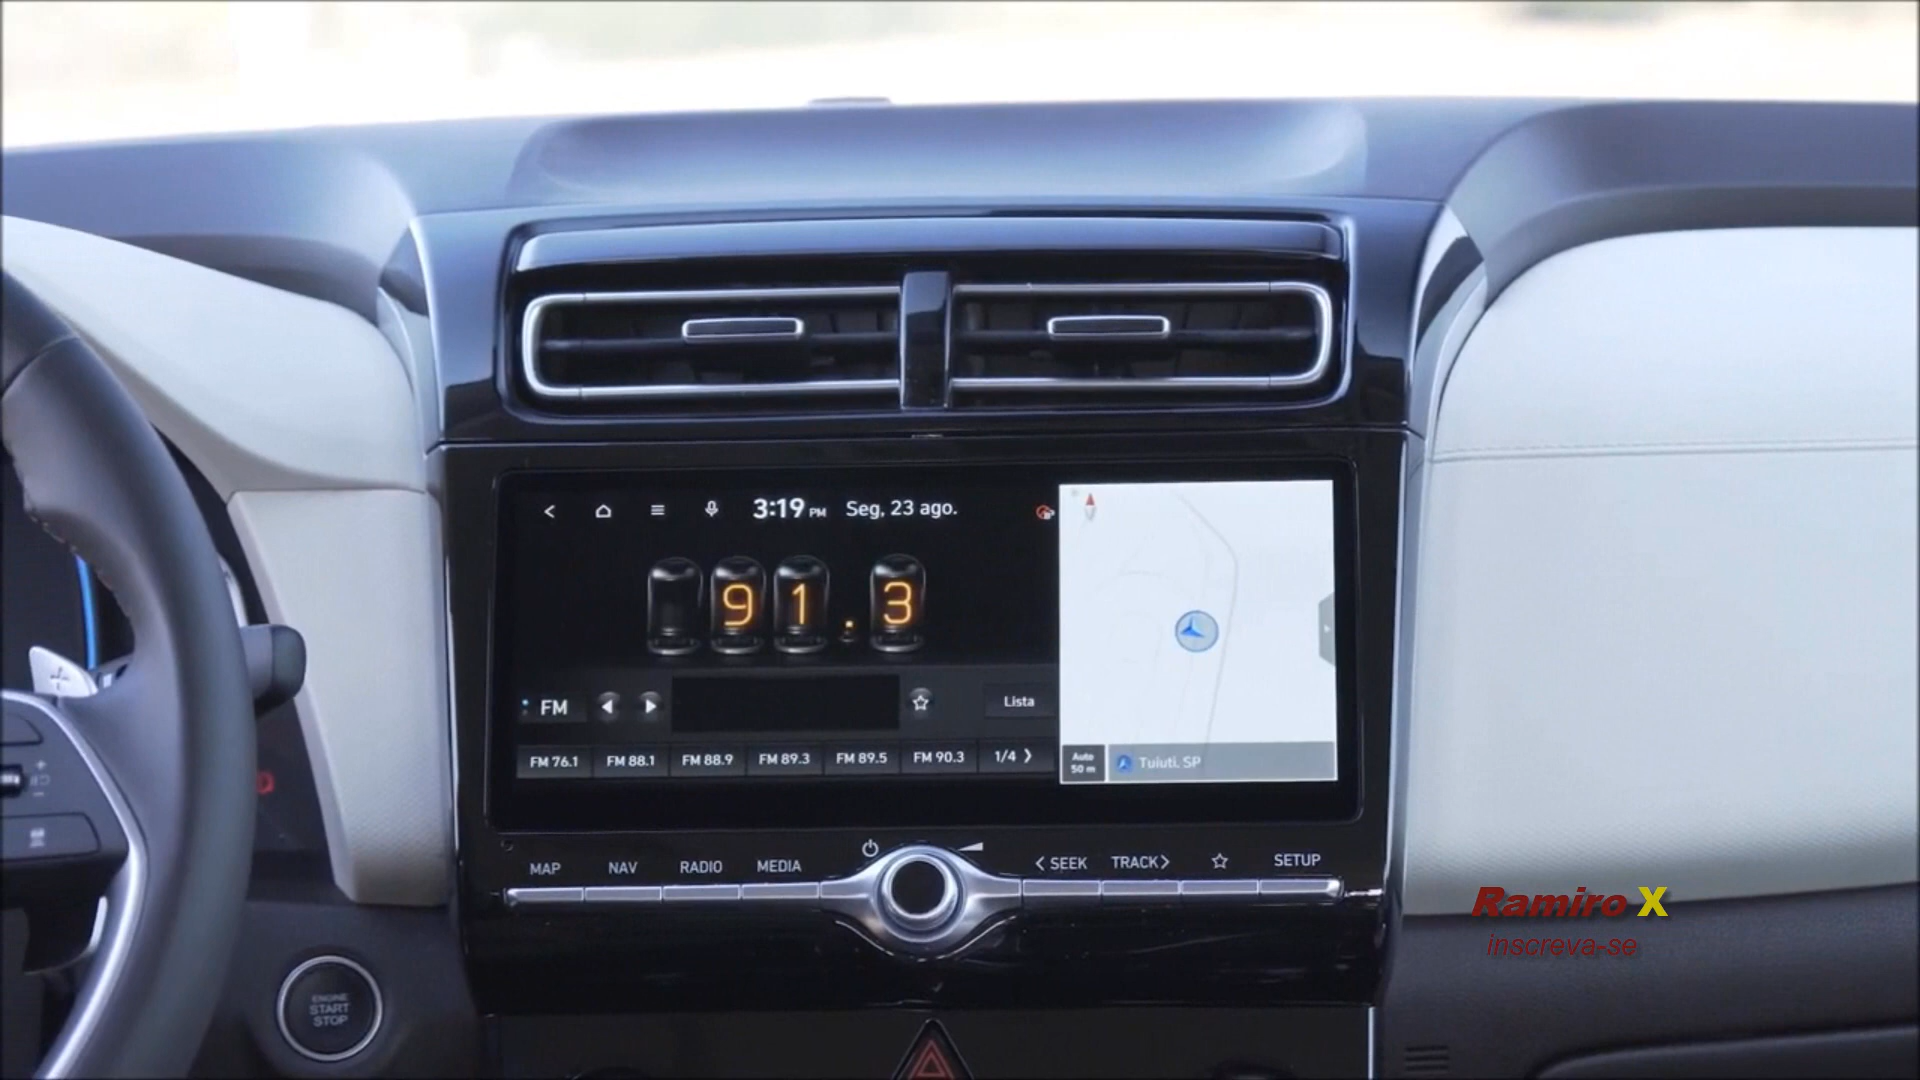 3:19 PM Seg, 23 ago.
91.3
FM
Lista
FM 76.1 FM 88.1 FM 88.9 FM 89.3 FM 89.5 FM 90.3 1/4
Auto
50 m
Tuiuti, SP
MAP NAV RADIO MEDIA
SEEK TRACK SETUP
Ramiro X
inscreva-se
ENGINE
START
STOP